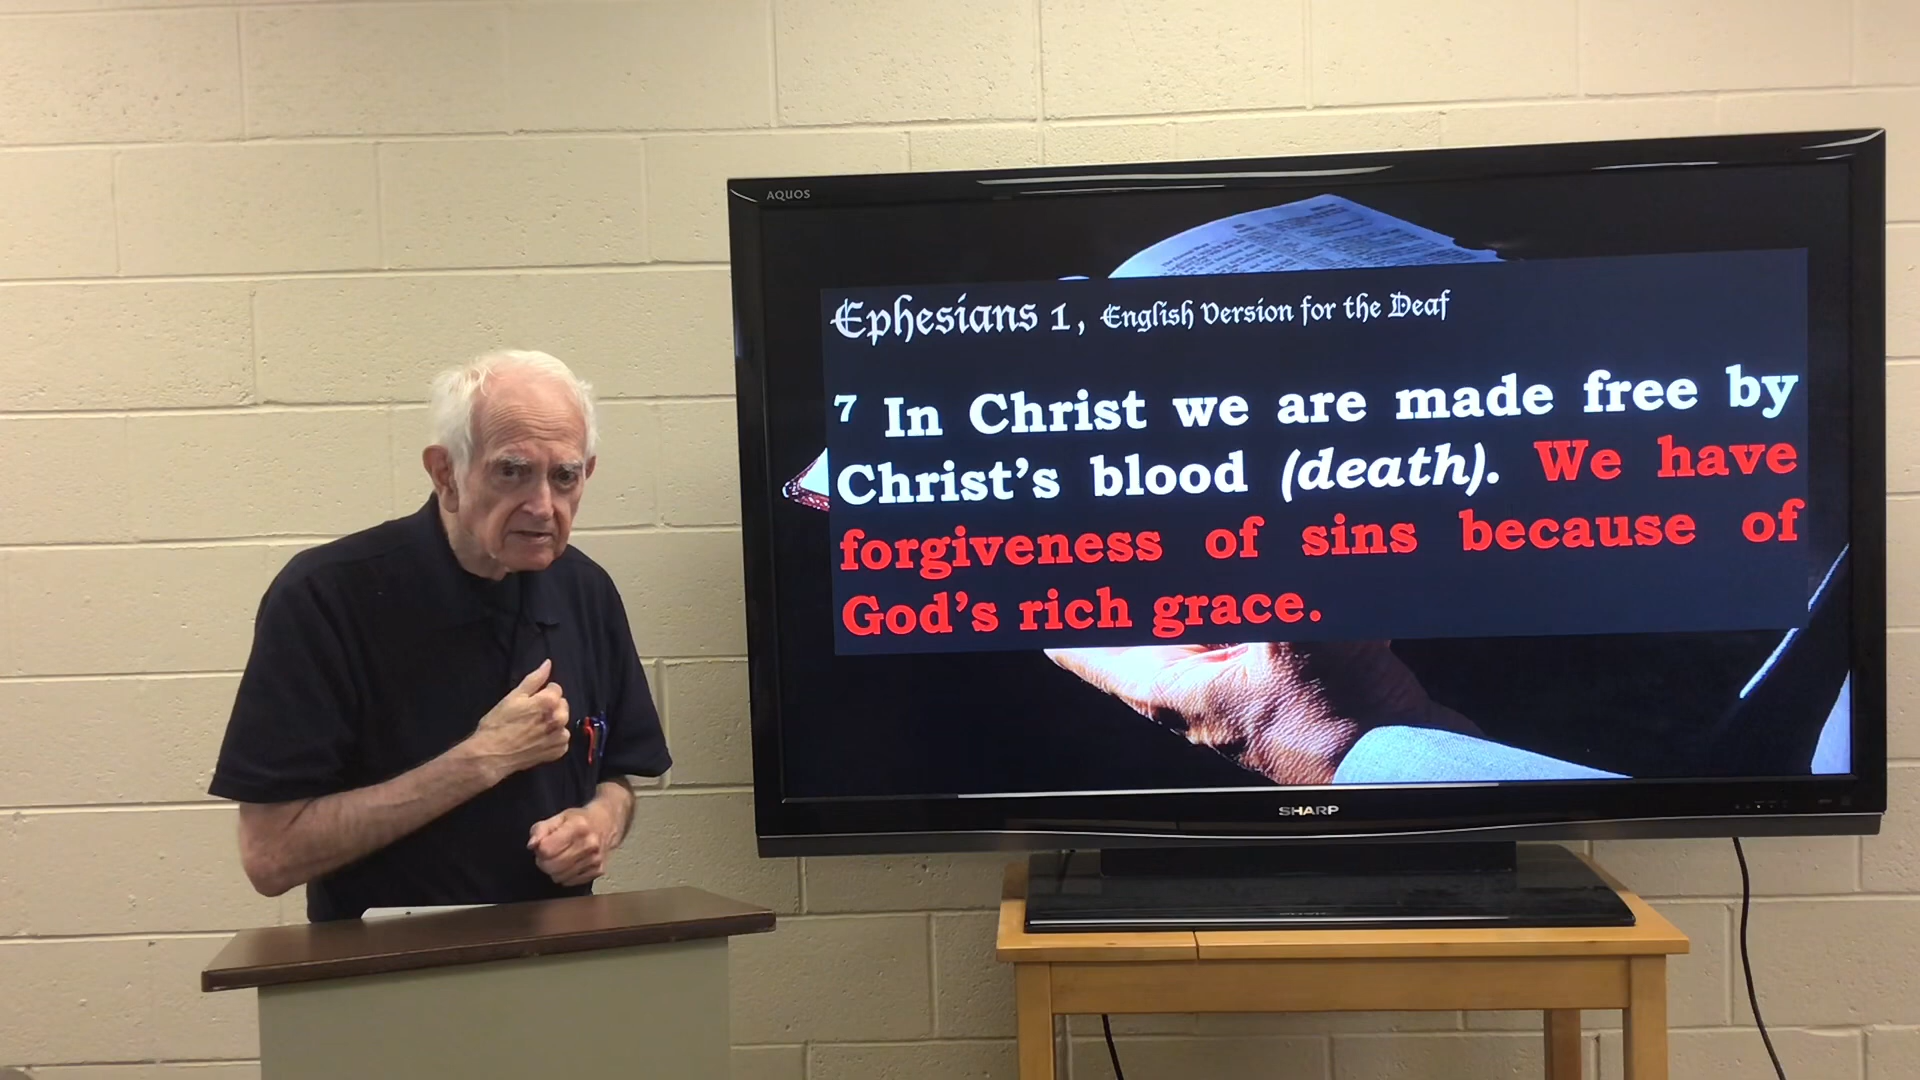 AQUOS
Ephesians 1, English Version for the Deaf
7 In Christ we are made free by
Christ's blood (death). We have
forgiveness of sins because of
God's rich grace.
SHARP